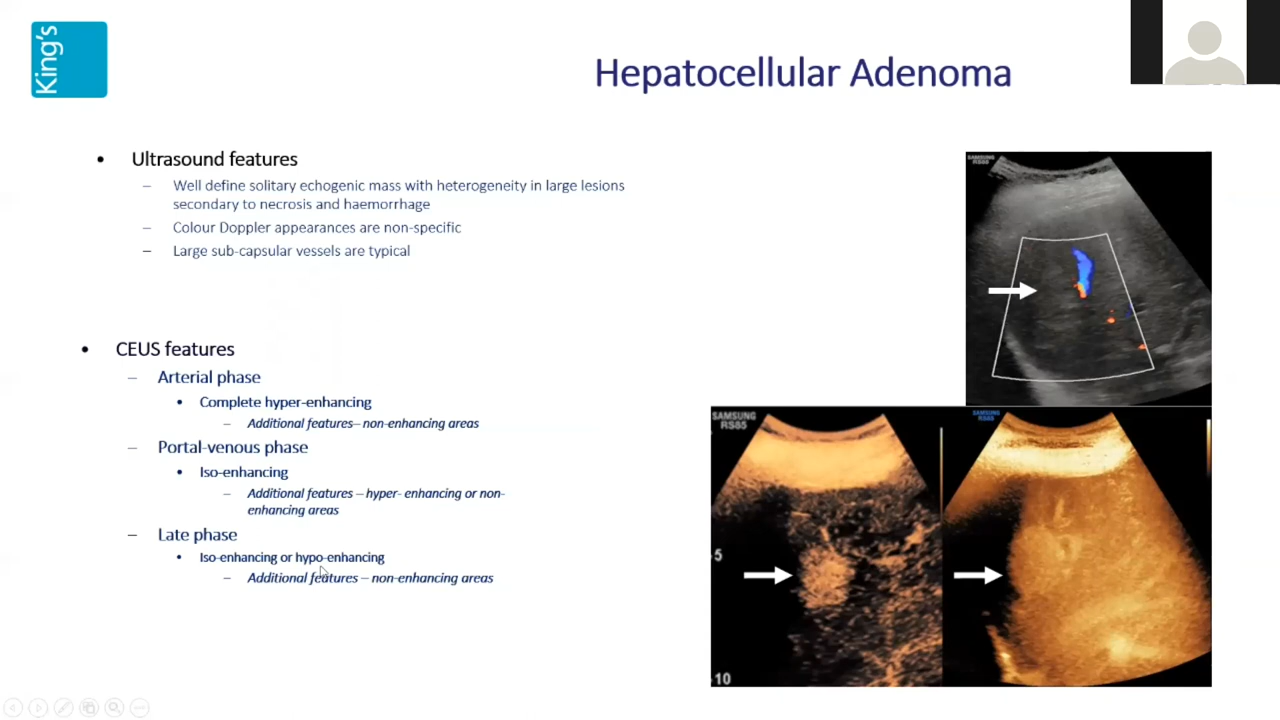 King's
Hepatocellular Adenoma
• Ultrasound features
– Well define solitary echogenic mass with heterogeneity in large lesions
secondary to necrosis and haemorrhage
– Colour Doppler appearances are non-specific
– Large sub-capsular vessels are typical
• CEUS features
– Arterial phase
• Complete hyper-enhancing
– Additional features– non-enhancing areas
– Portal-venous phase
• Iso-enhancing
– Additional features – hyper- enhancing or non-
enhancing areas
– Late phase
• Iso-enhancing or hypo-enhancing
– Additional features – non-enhancing areas
SAMSUNG
RS85
SAMSUNG
RS85
5
10
SAMSUNG
RS85